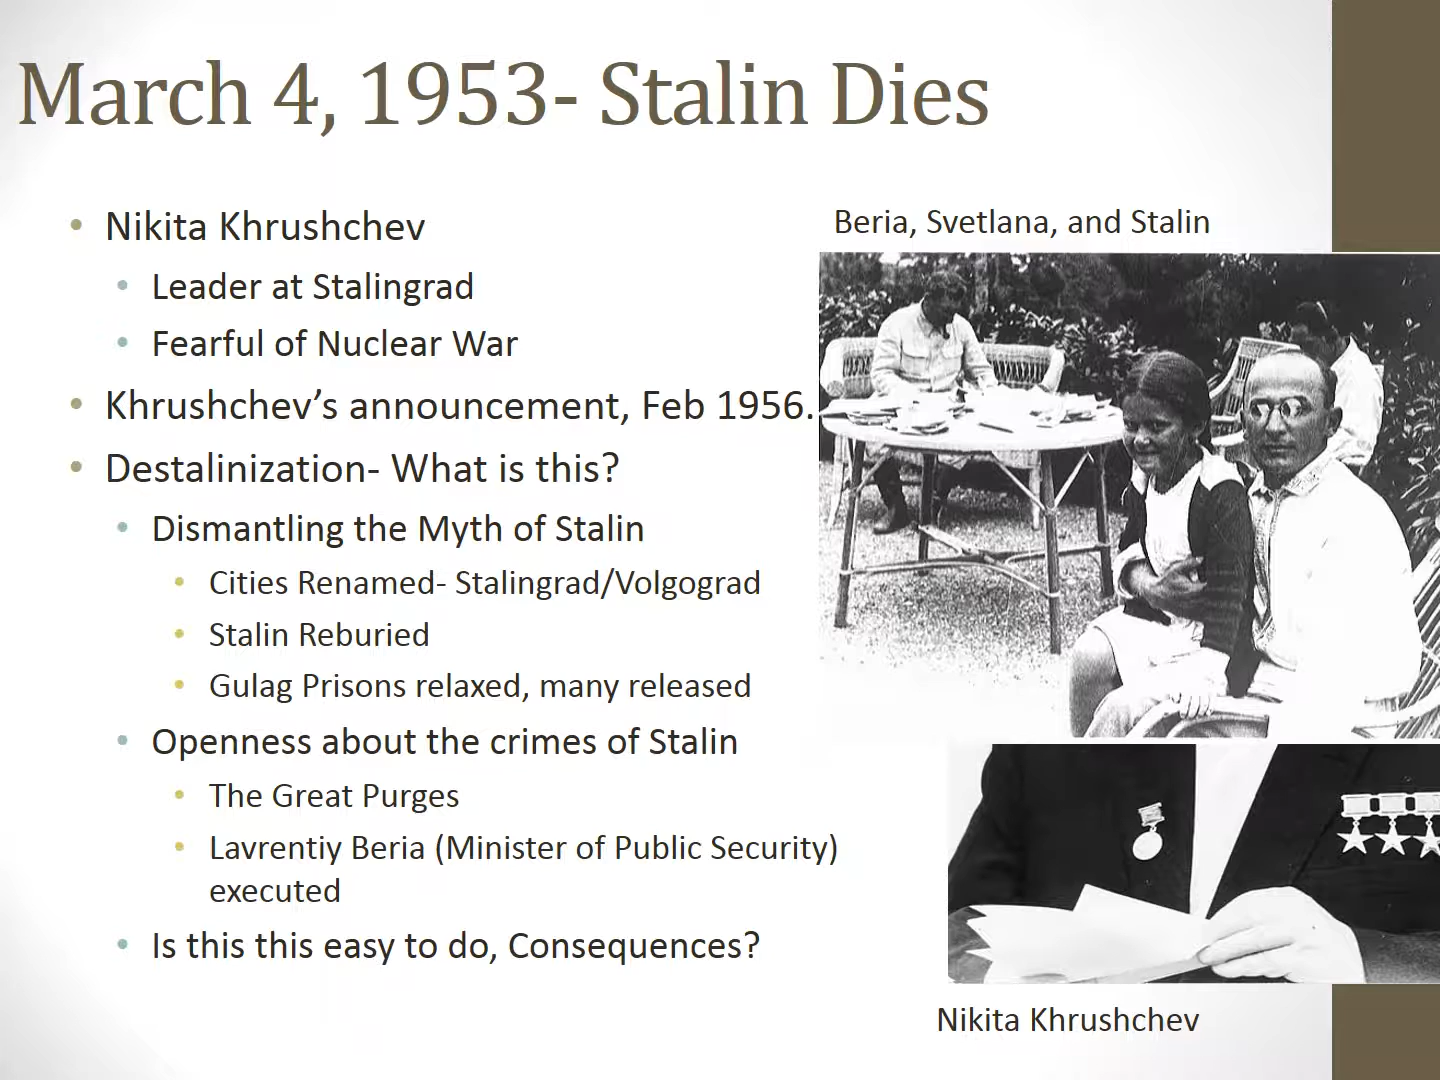 March 4, 1953- Stalin Dies
Nikita Khrushchev
Leader at Stalingrad
Fearful of Nuclear War
Khrushchev’s announcement, Feb 1956.
Destalinization- What is this?
Dismantling the Myth of Stalin
Cities Renamed- Stalingrad/Volgograd
Stalin Reburied
Gulag Prisons relaxed, many released
Openness about the crimes of Stalin
The Great Purges
Lavrentiy Beria (Minister of Public Security)
executed
Is this this easy to do, Consequences?
Beria, Svetlana, and Stalin
Nikita Khrushchev